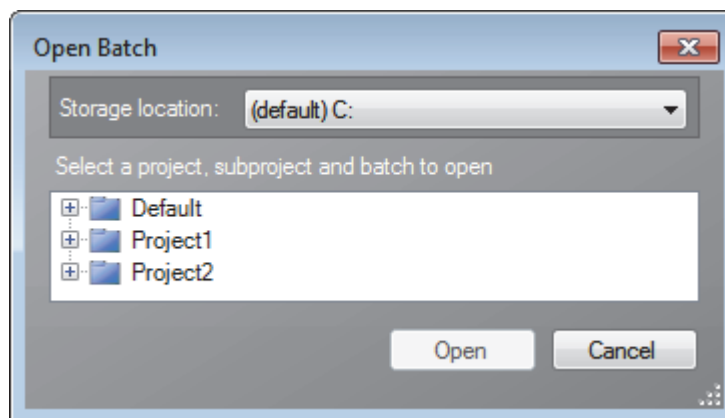 Open Batch
Storage location: (default) C:
Select a project, subproject and batch to open
Default
Project1
Project2
Open Cancel